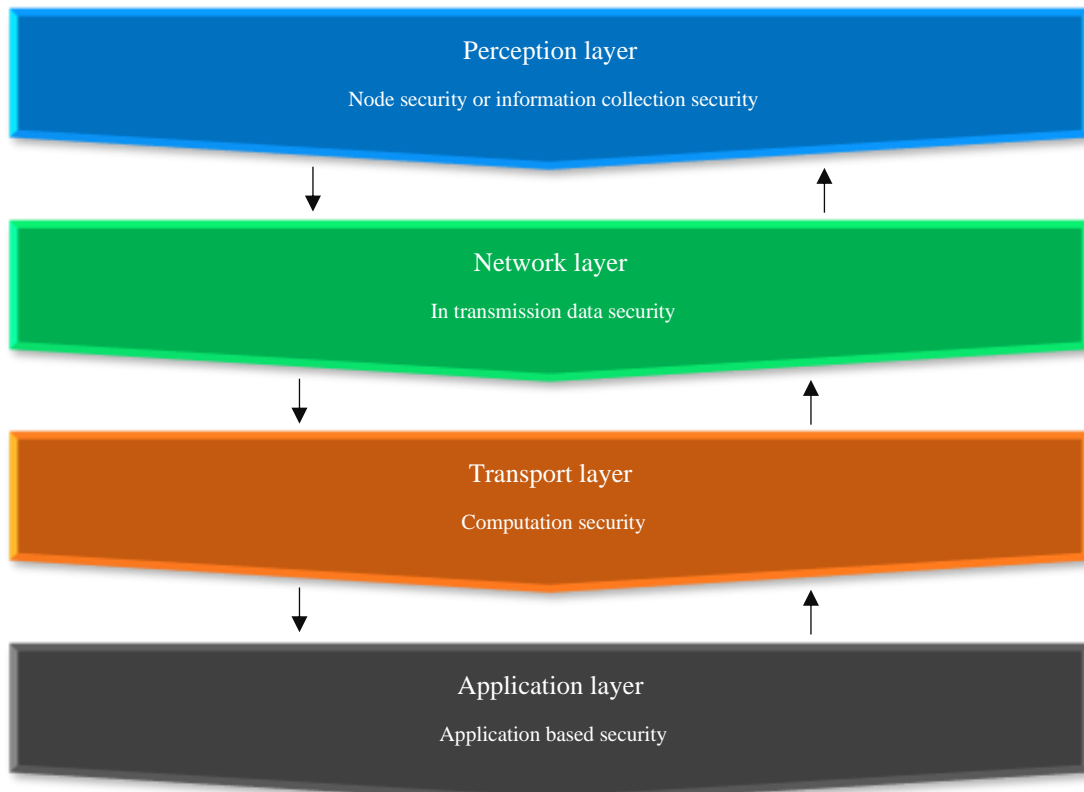 Perception layer
Node security or information collection security
Network layer
In transmission data security
Transport layer
Computation security
Application layer
Application based security